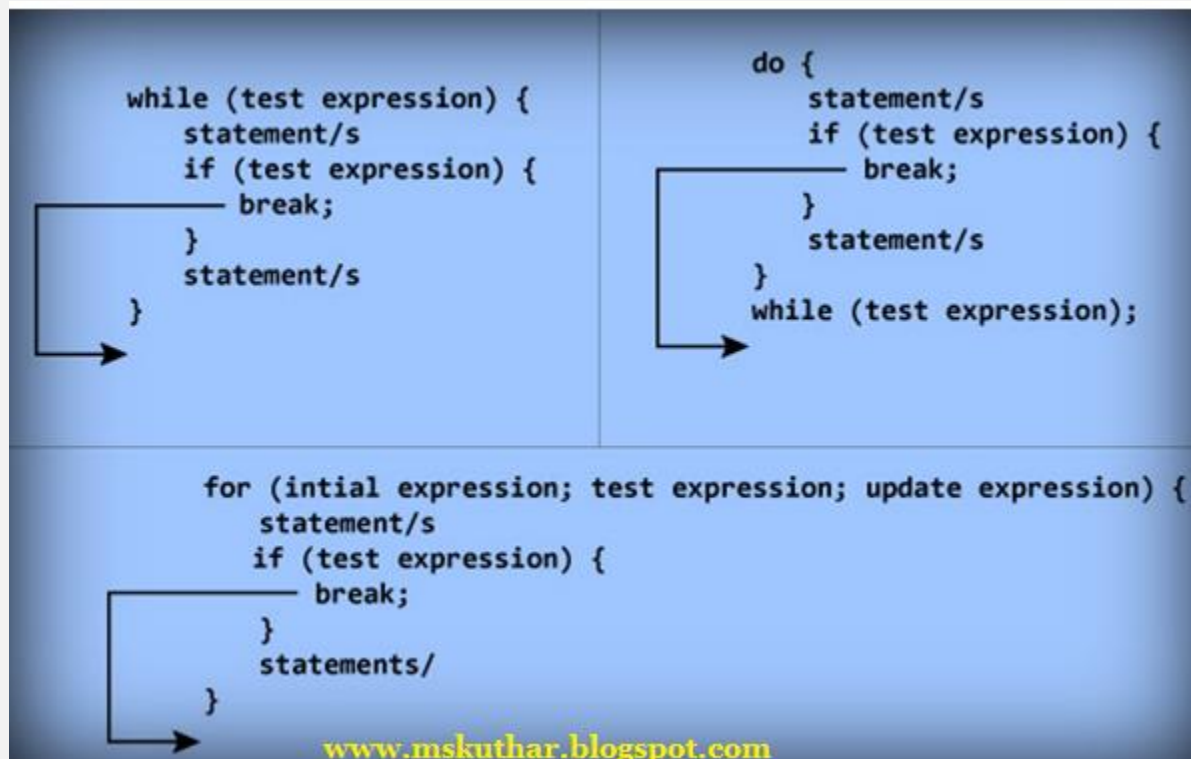 while (test expression) {
statement/s
if (test expression) {
break;
}
statement/s
}
do {
statement/s
if (test expression) {
break;
}
statement/s
}
while (test expression);
for (intial expression; test expression; update expression) {
statement/s
if (test expression) {
break;
}
statements/
}
www.mskuthar.blogspot.com